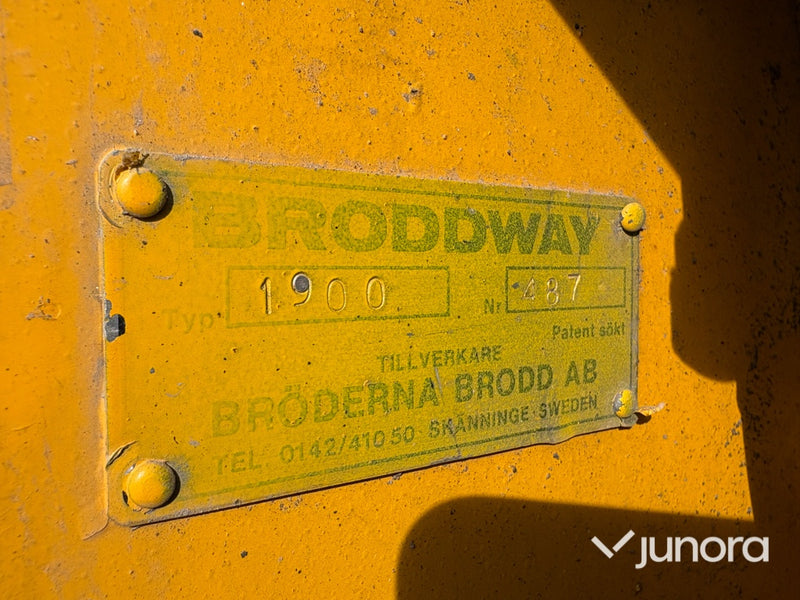 BRODDWAY
Typ 1900 Nr 487
Patent sökt
TILLVERKARE
BRÖDERNA BRODD AB
TEL 0142/410 50 SKÄNNINGE-SWEDEN
junora